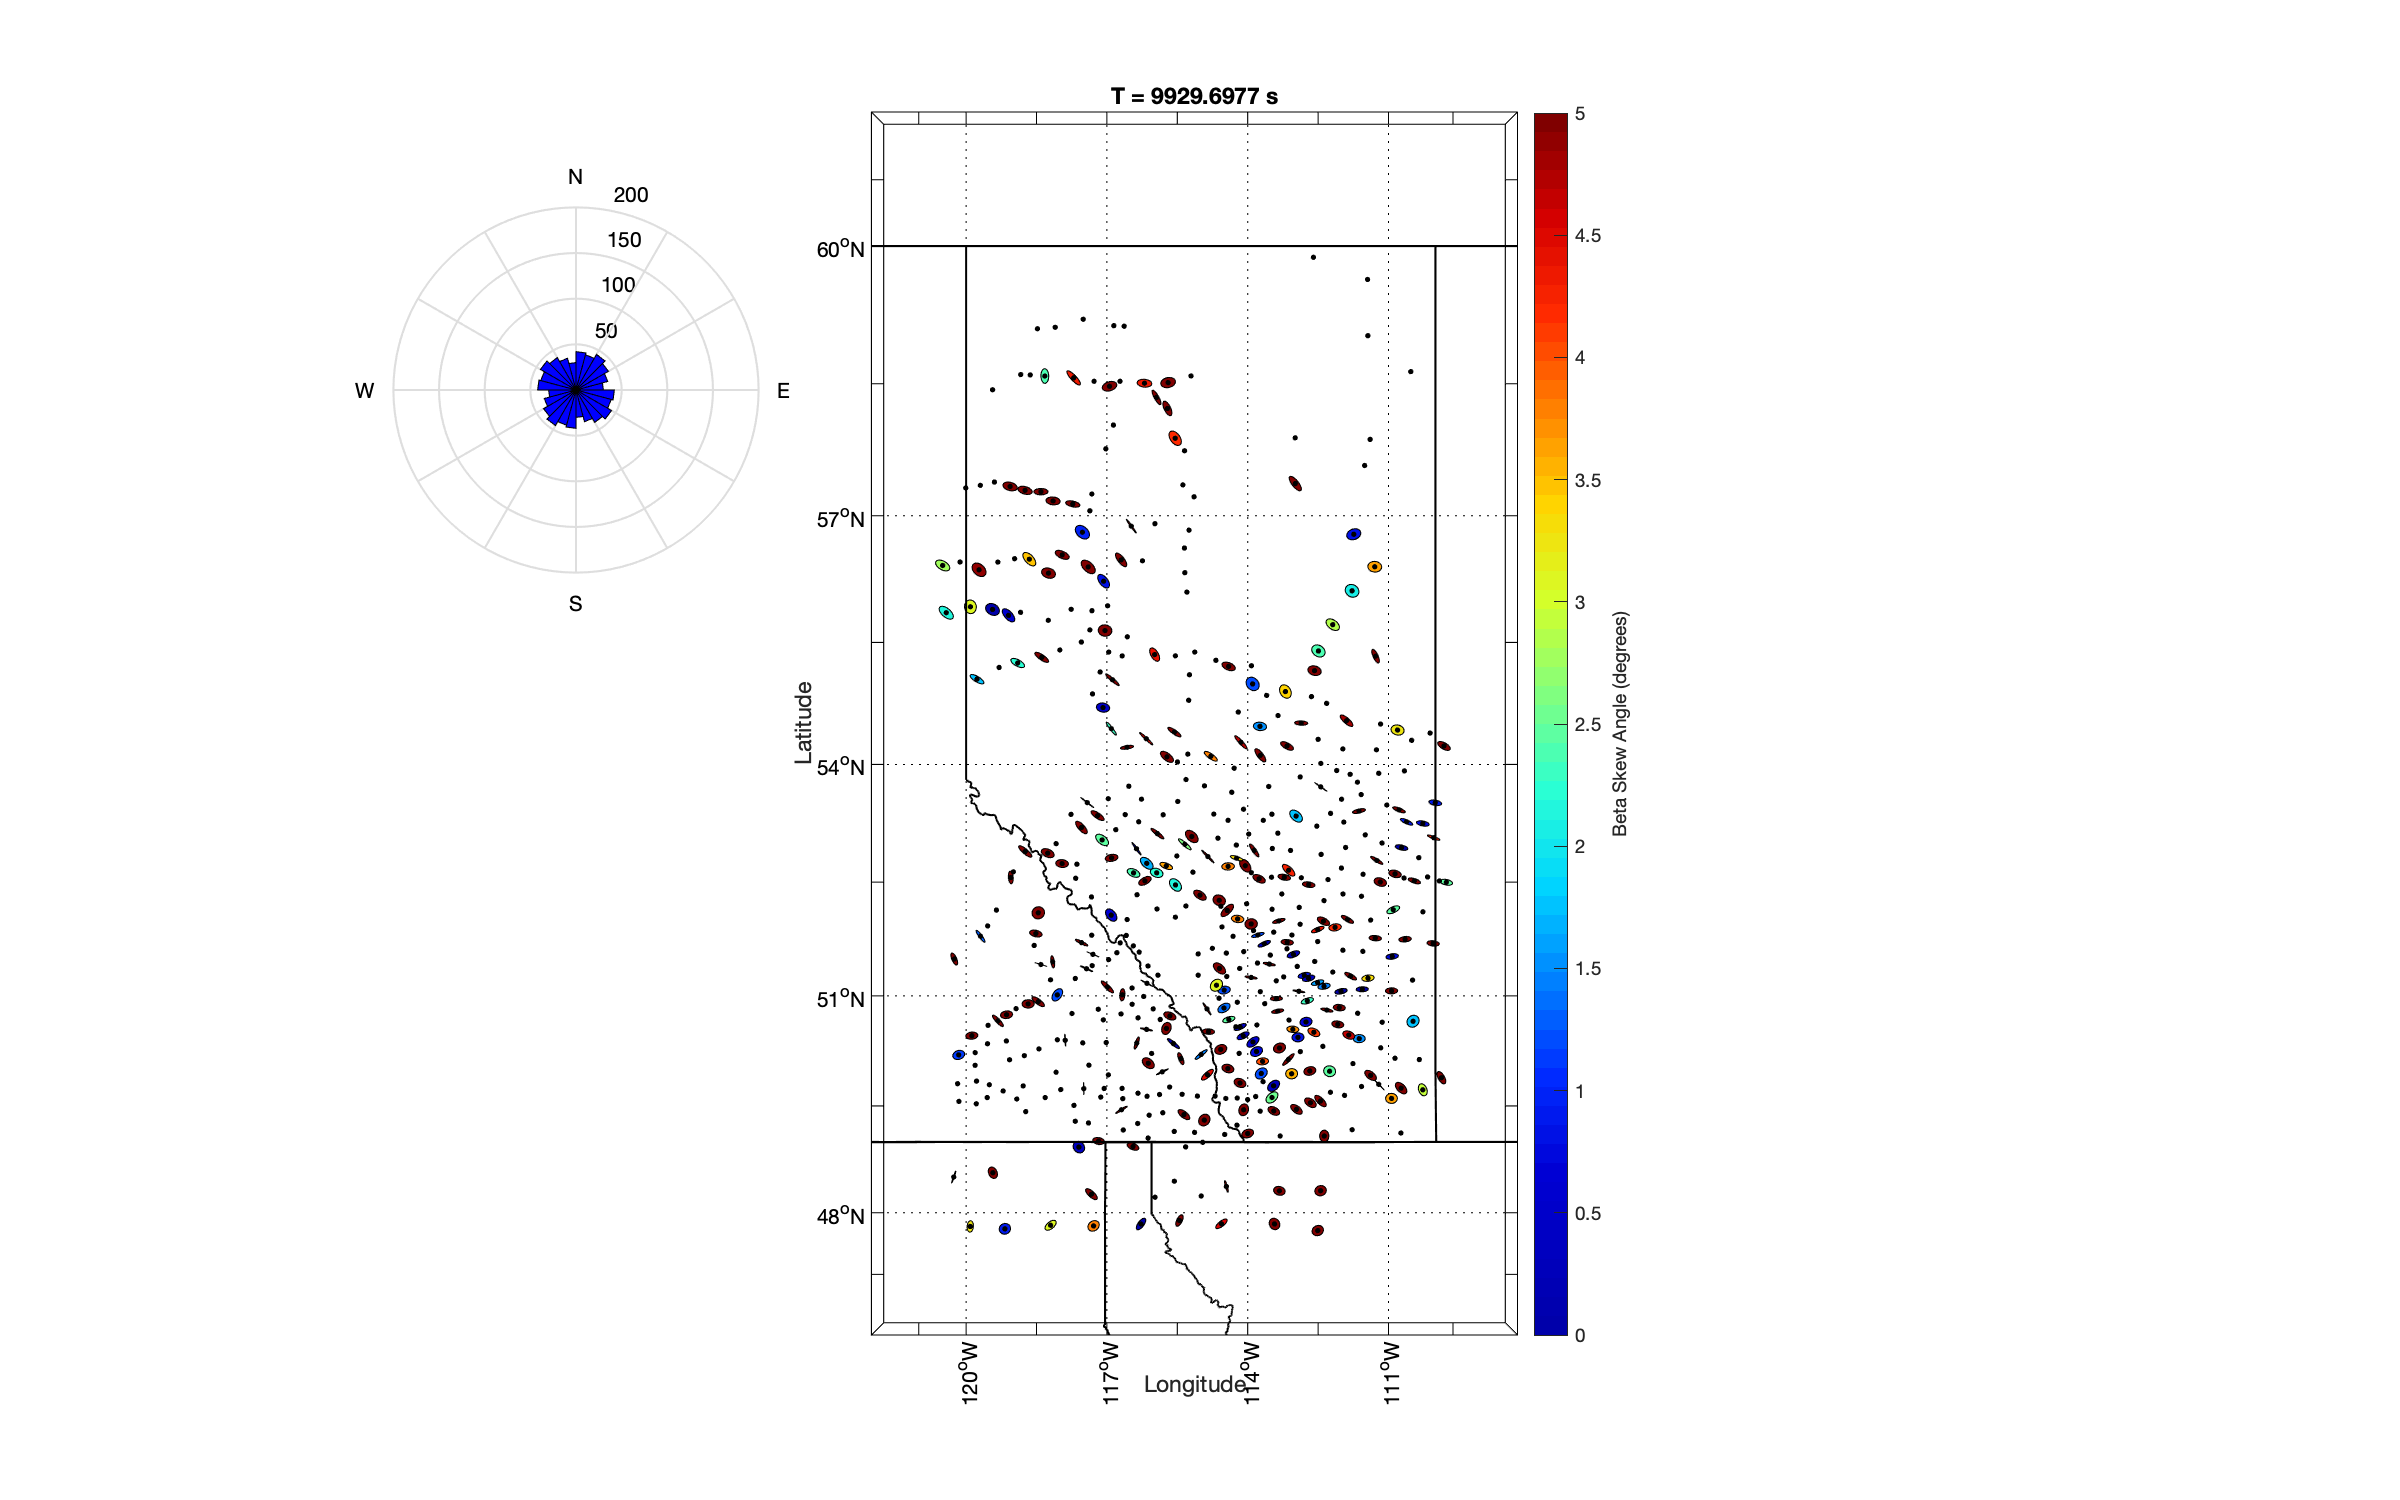 T = 9929.6977 s
N
200
150
100
50
W
E
S
60°N
57°N
54°N
51°N
48°N
Latitude
120°W
117°W
114°W
111°W
Longitude
5
4.5
4
3.5
3
2.5
2
1.5
1
0.5
0
Beta Skew Angle (degrees)